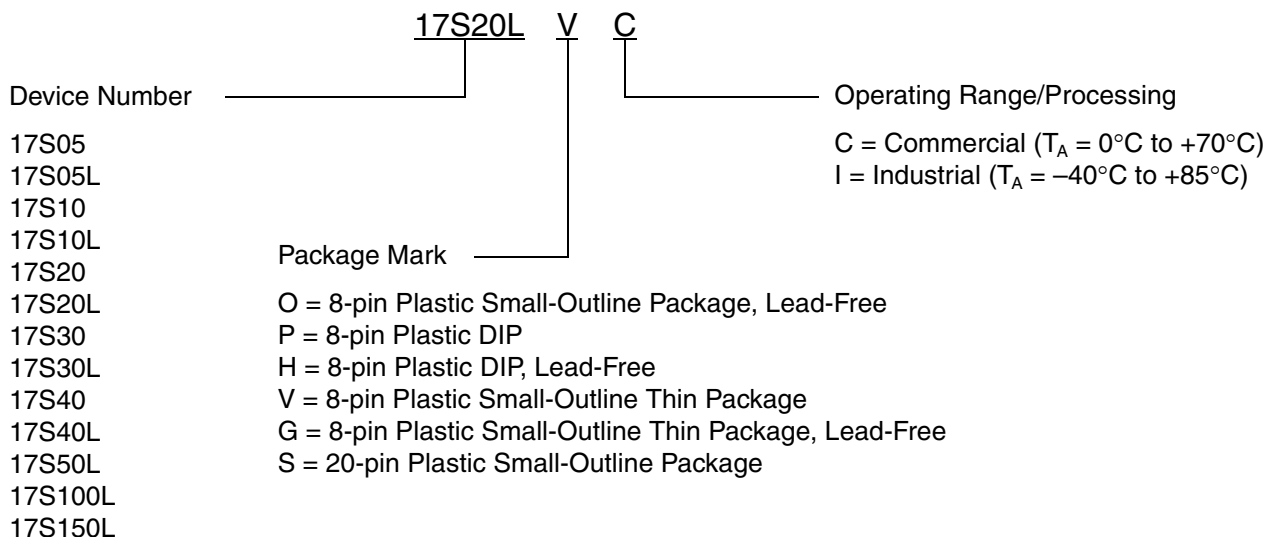 17S20L V C
Device Number
17S05
17S05L
17S10
17S10L
17S20
17S20L
17S30
17S30L
17S40
17S40L
17S50L
17S100L
17S150L
Package Mark
O = 8-pin Plastic Small-Outline Package, Lead-Free
P = 8-pin Plastic DIP
H = 8-pin Plastic DIP, Lead-Free
V = 8-pin Plastic Small-Outline Thin Package
G = 8-pin Plastic Small-Outline Thin Package, Lead-Free
S = 20-pin Plastic Small-Outline Package
Operating Range/Processing
C = Commercial (TA = 0°C to +70°C)
I = Industrial (TA = –40°C to +85°C)